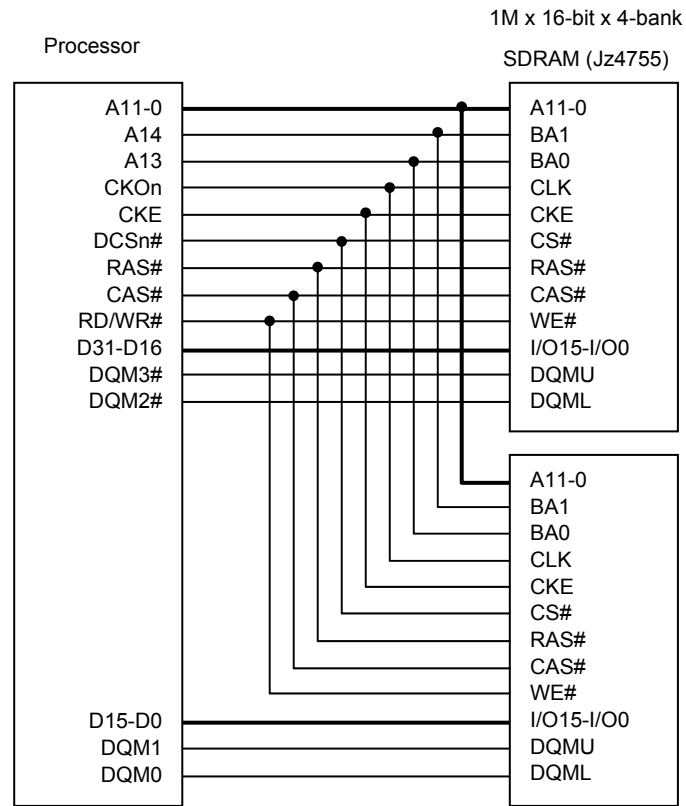 1M x 16-bit x 4-bank
Processor
SDRAM (Jz4755)
A11-0
A14
A13
CKOn
CKE
DCSn#
RAS#
CAS#
RD/WR#
D31-D16
DQM3#
DQM2#
D15-D0
DQM1
DQM0
A11-0
BA1
BA0
CLK
CKE
CS#
RAS#
CAS#
WE#
I/O15-I/O0
DQMU
DQML
A11-0
BA1
BA0
CLK
CKE
CS#
RAS#
CAS#
WE#
I/O15-I/O0
DQMU
DQML